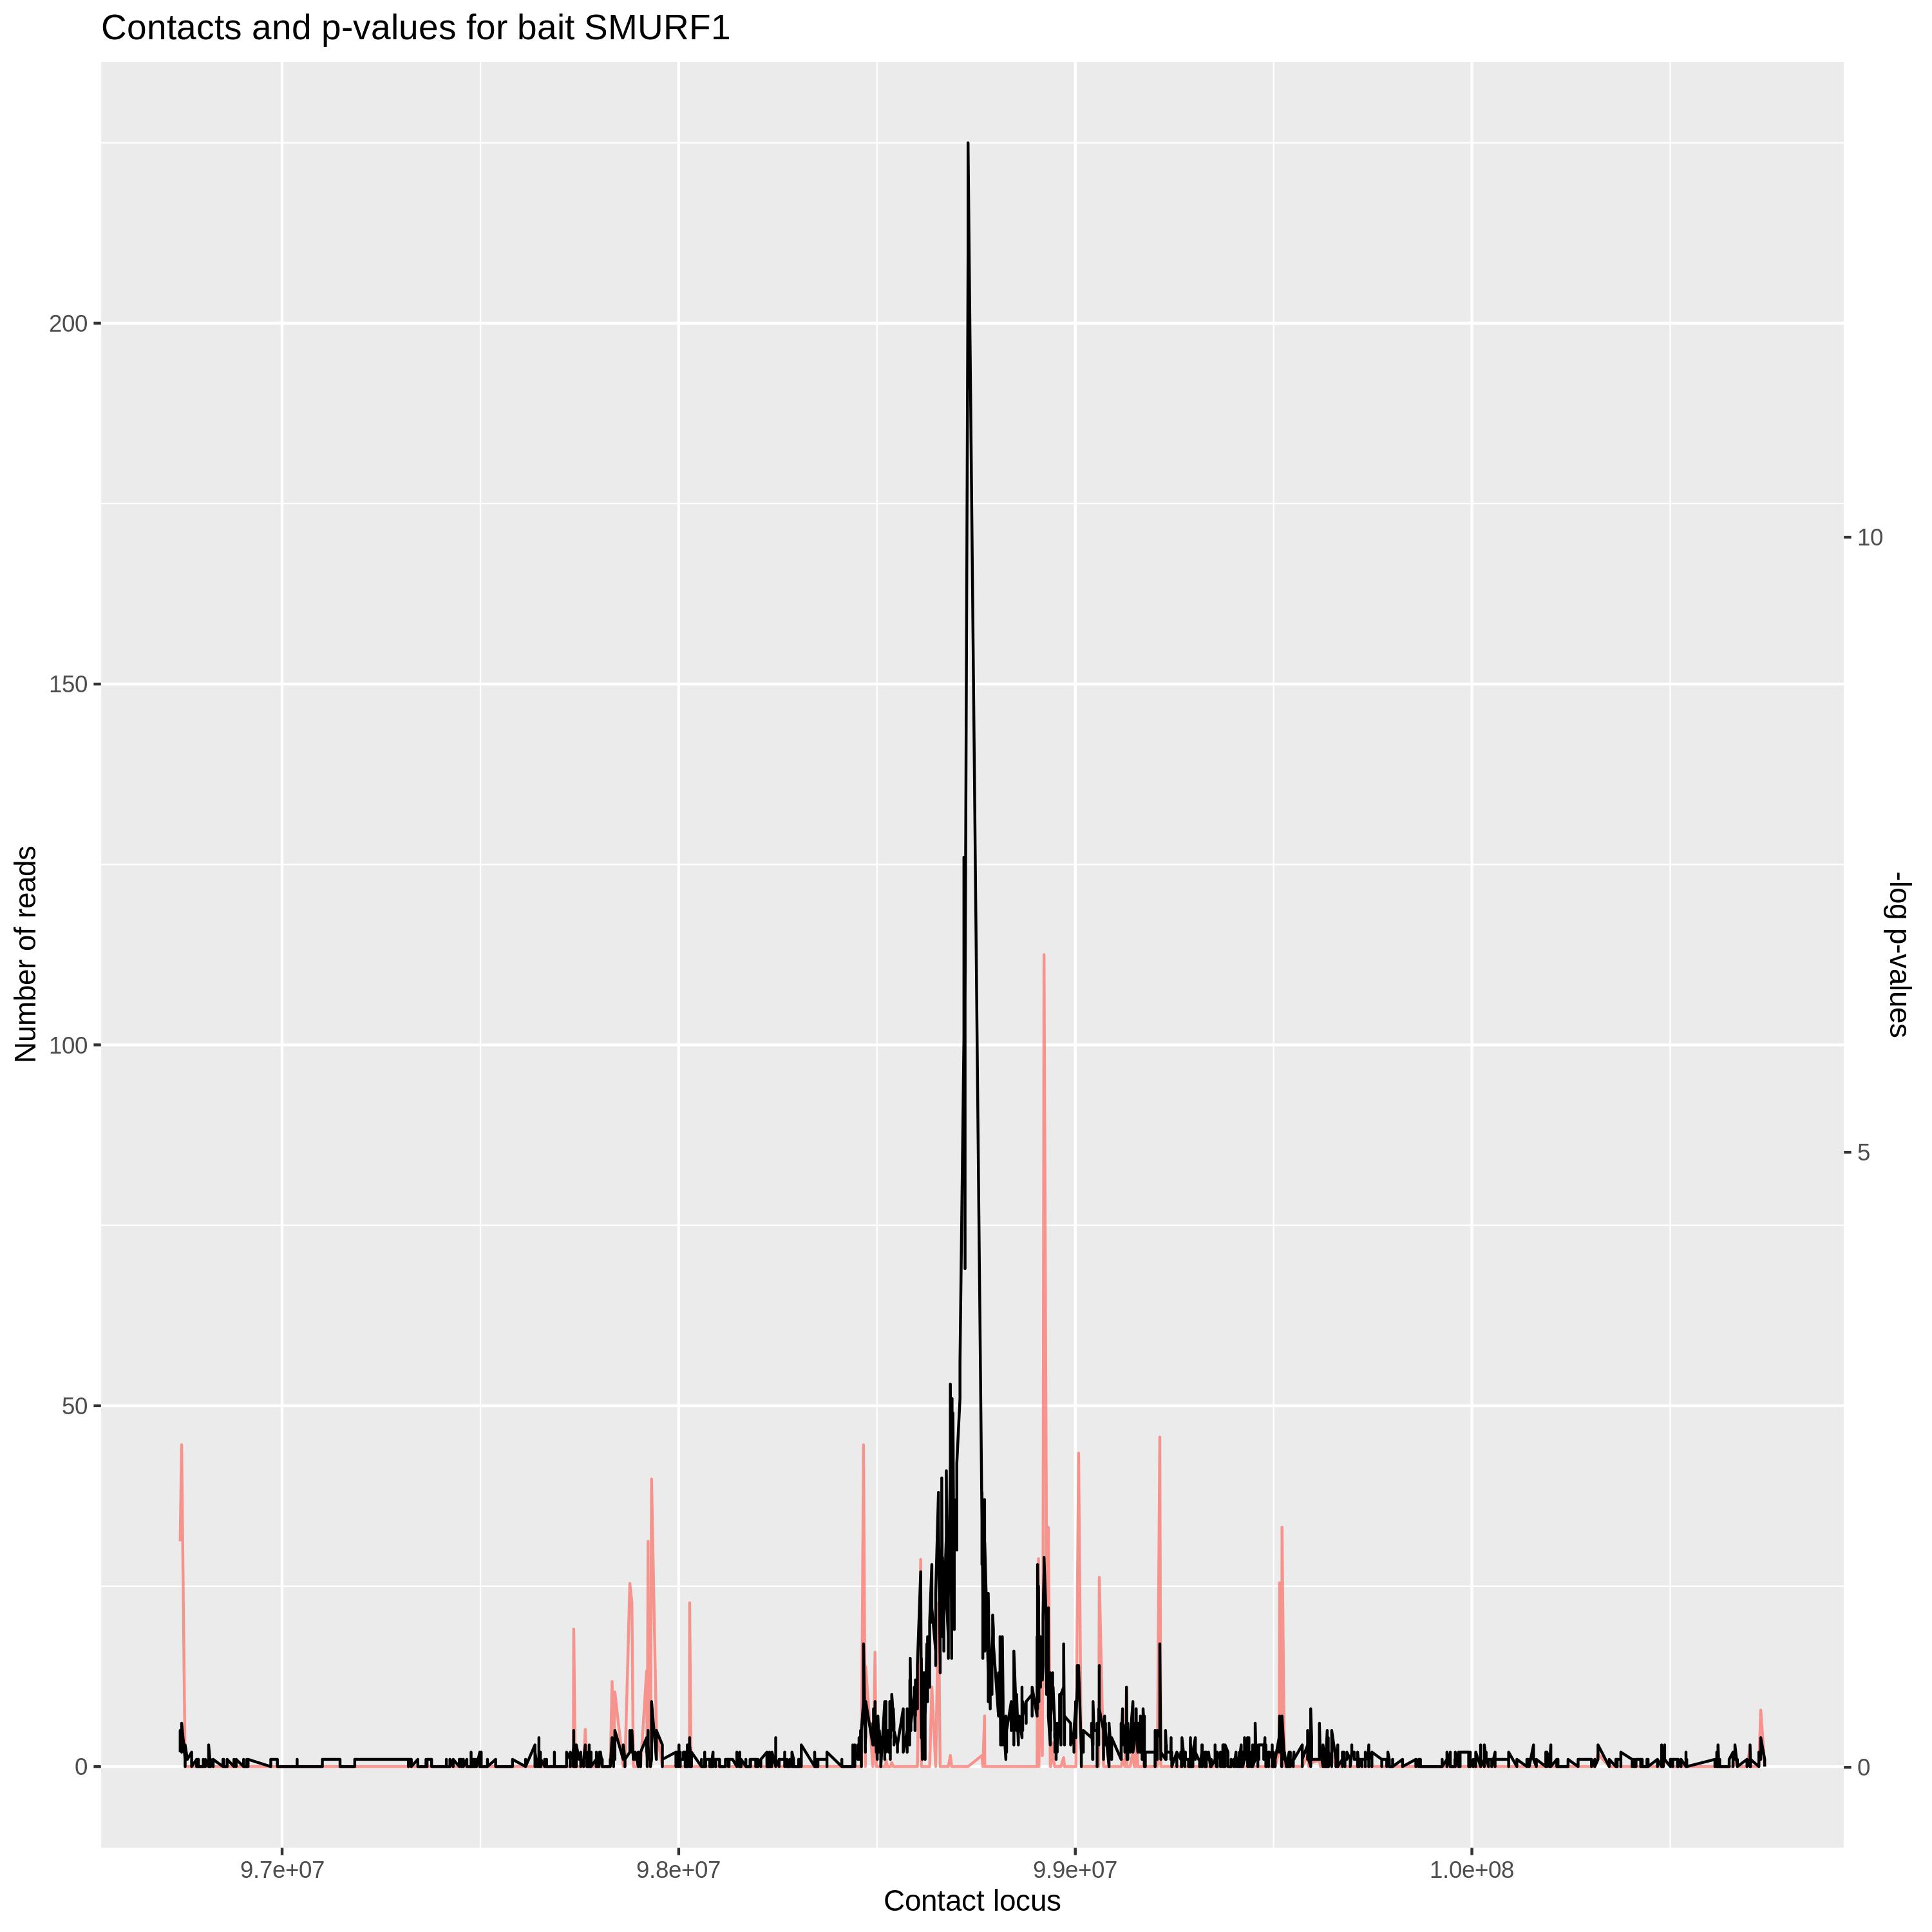 Contacts and p-values for bait SMURF1
Number of reads
200
150
100
50
0
10
5
0
-log p-values
9.7e+07
9.8e+07
9.9e+07
1.0e+08
Contact locus